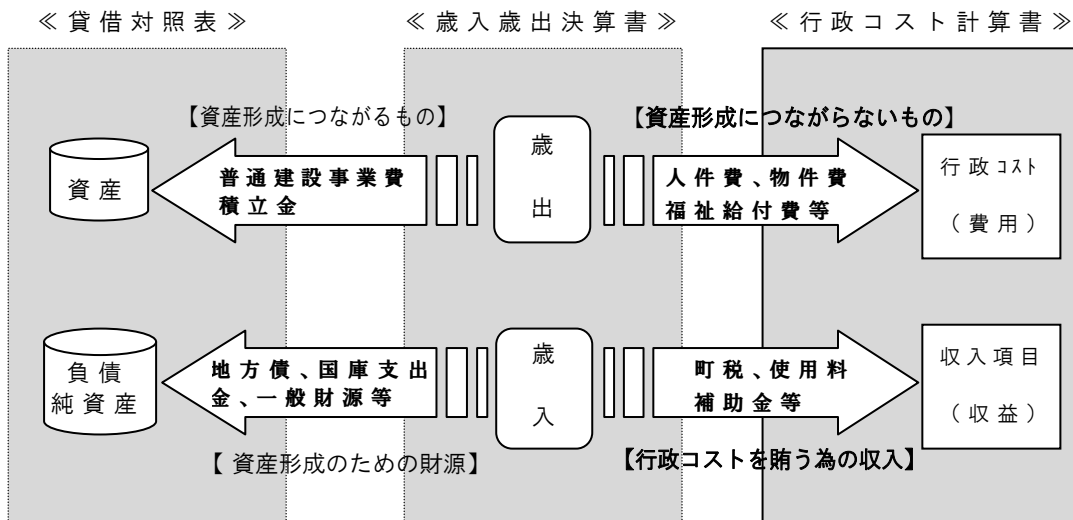 ≪貸借対照表≫
≪歳入歳出決算書≫
≪行政コスト計算書≫
【資産形成につながるもの】
【資産形成につながらないもの】
資産
普通建設事業費
積立金
歳
出
人件費、物件費
福祉給付費等
行政ｺｽﾄ
（費用）
負債
純資産
地方債、国庫支出
金、一般財源等
歳
入
町税、使用料
補助金等
収入項目
（収益）
【 資産形成のための財源】
【行政コストを賄う為の収入】